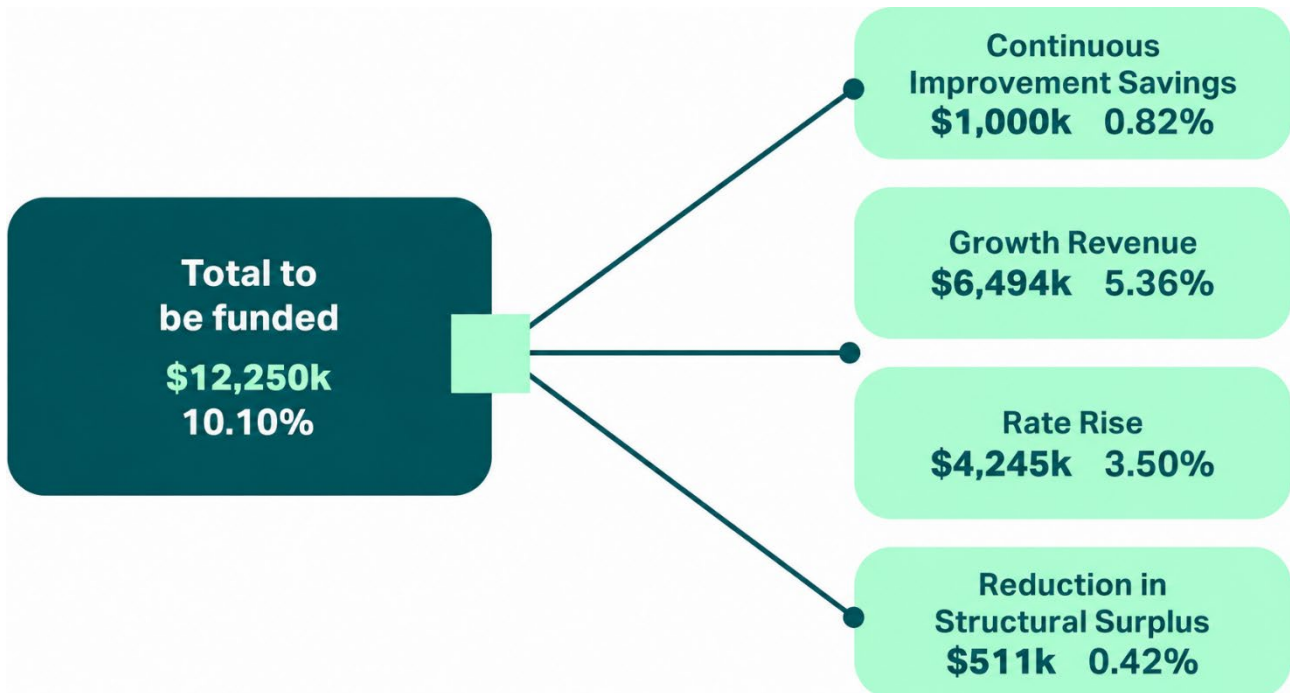 Total to
be funded
$12,250k
10.10%
Continuous
Improvement Savings
$1,000k 0.82%
Growth Revenue
$6,494k 5.36%
Rate Rise
$4,245k 3.50%
Reduction in
Structural Surplus
$511k 0.42%